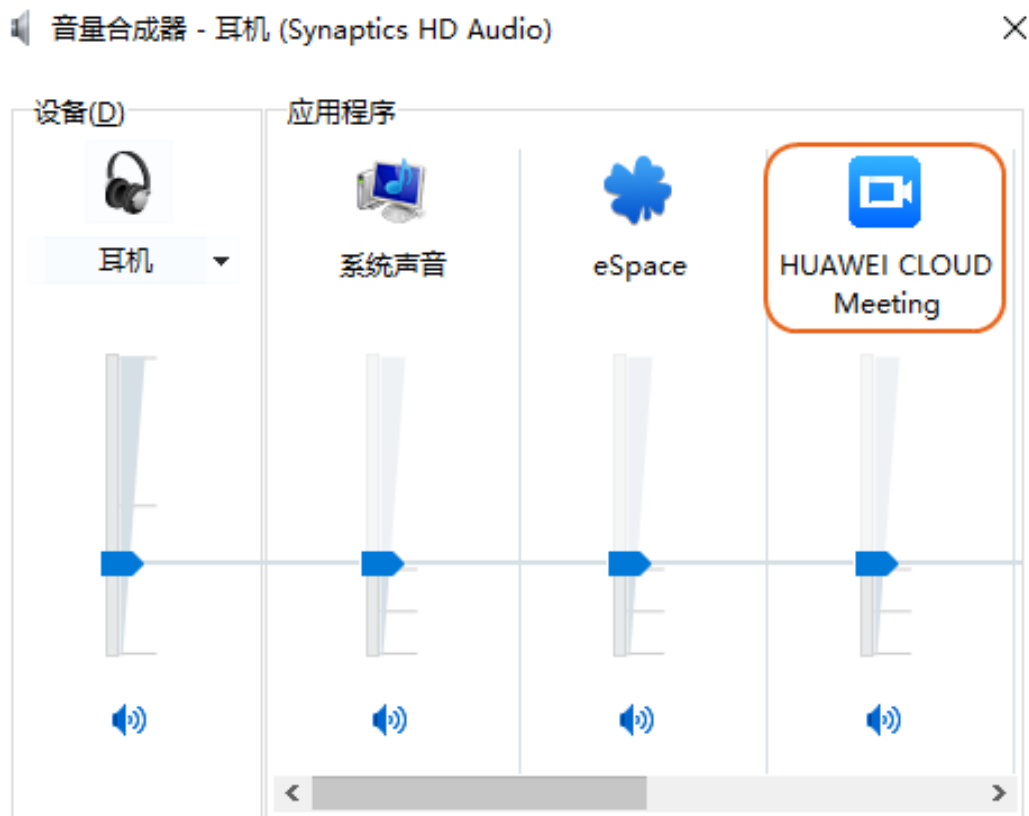 音量合成器 - 耳机 (Synaptics HD Audio)
设备(D)
应用程序
耳机
系统声音
eSpace
HUAWEI CLOUD
Meeting